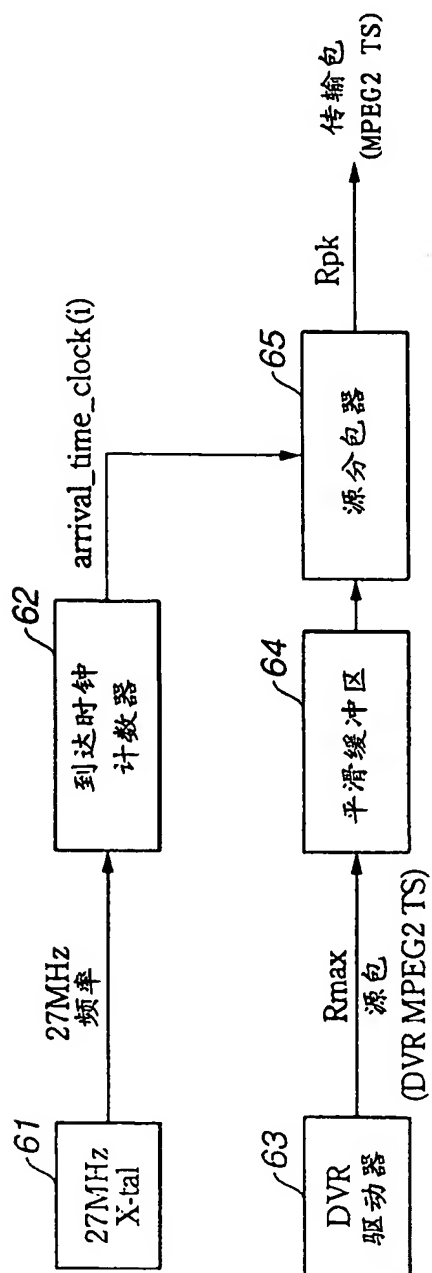 61
27MHz
X-tal
27MHz
频率
62
到达时钟
计数器
arrival_time_clock(i)
63
DVR
驱动器
Rmax
源包
(DVR MPEG2 TS)
64
平滑缓冲区
65
源分包器
Rpk
传输包
(MPEG2 TS)